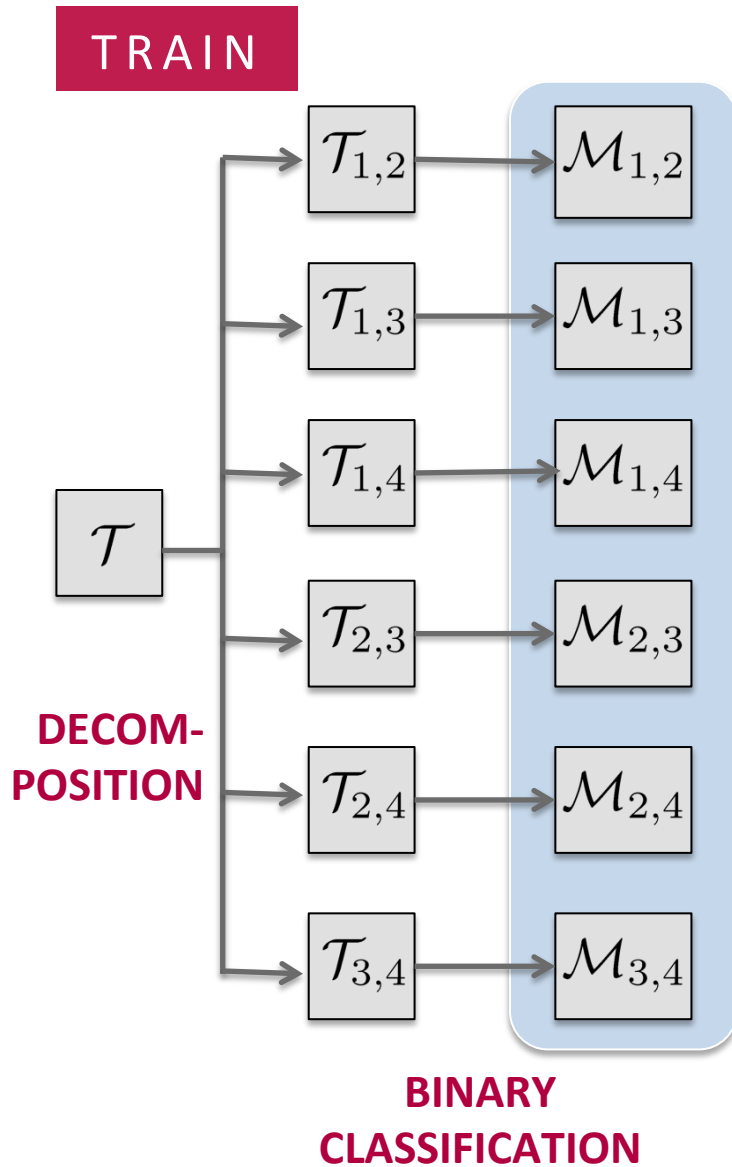 TRAIN
𝒯₁,₂ ℳ₁,₂
𝒯₁,₃ ℳ₁,₃
𝒯₁,₄ ℳ₁,₄
𝒯
𝒯₂,₃ ℳ₂,₃
DECOM-
POSITION
𝒯₂,₄ ℳ₂,₄
𝒯₃,₄ ℳ₃,₄
BINARY
CLASSIFICATION